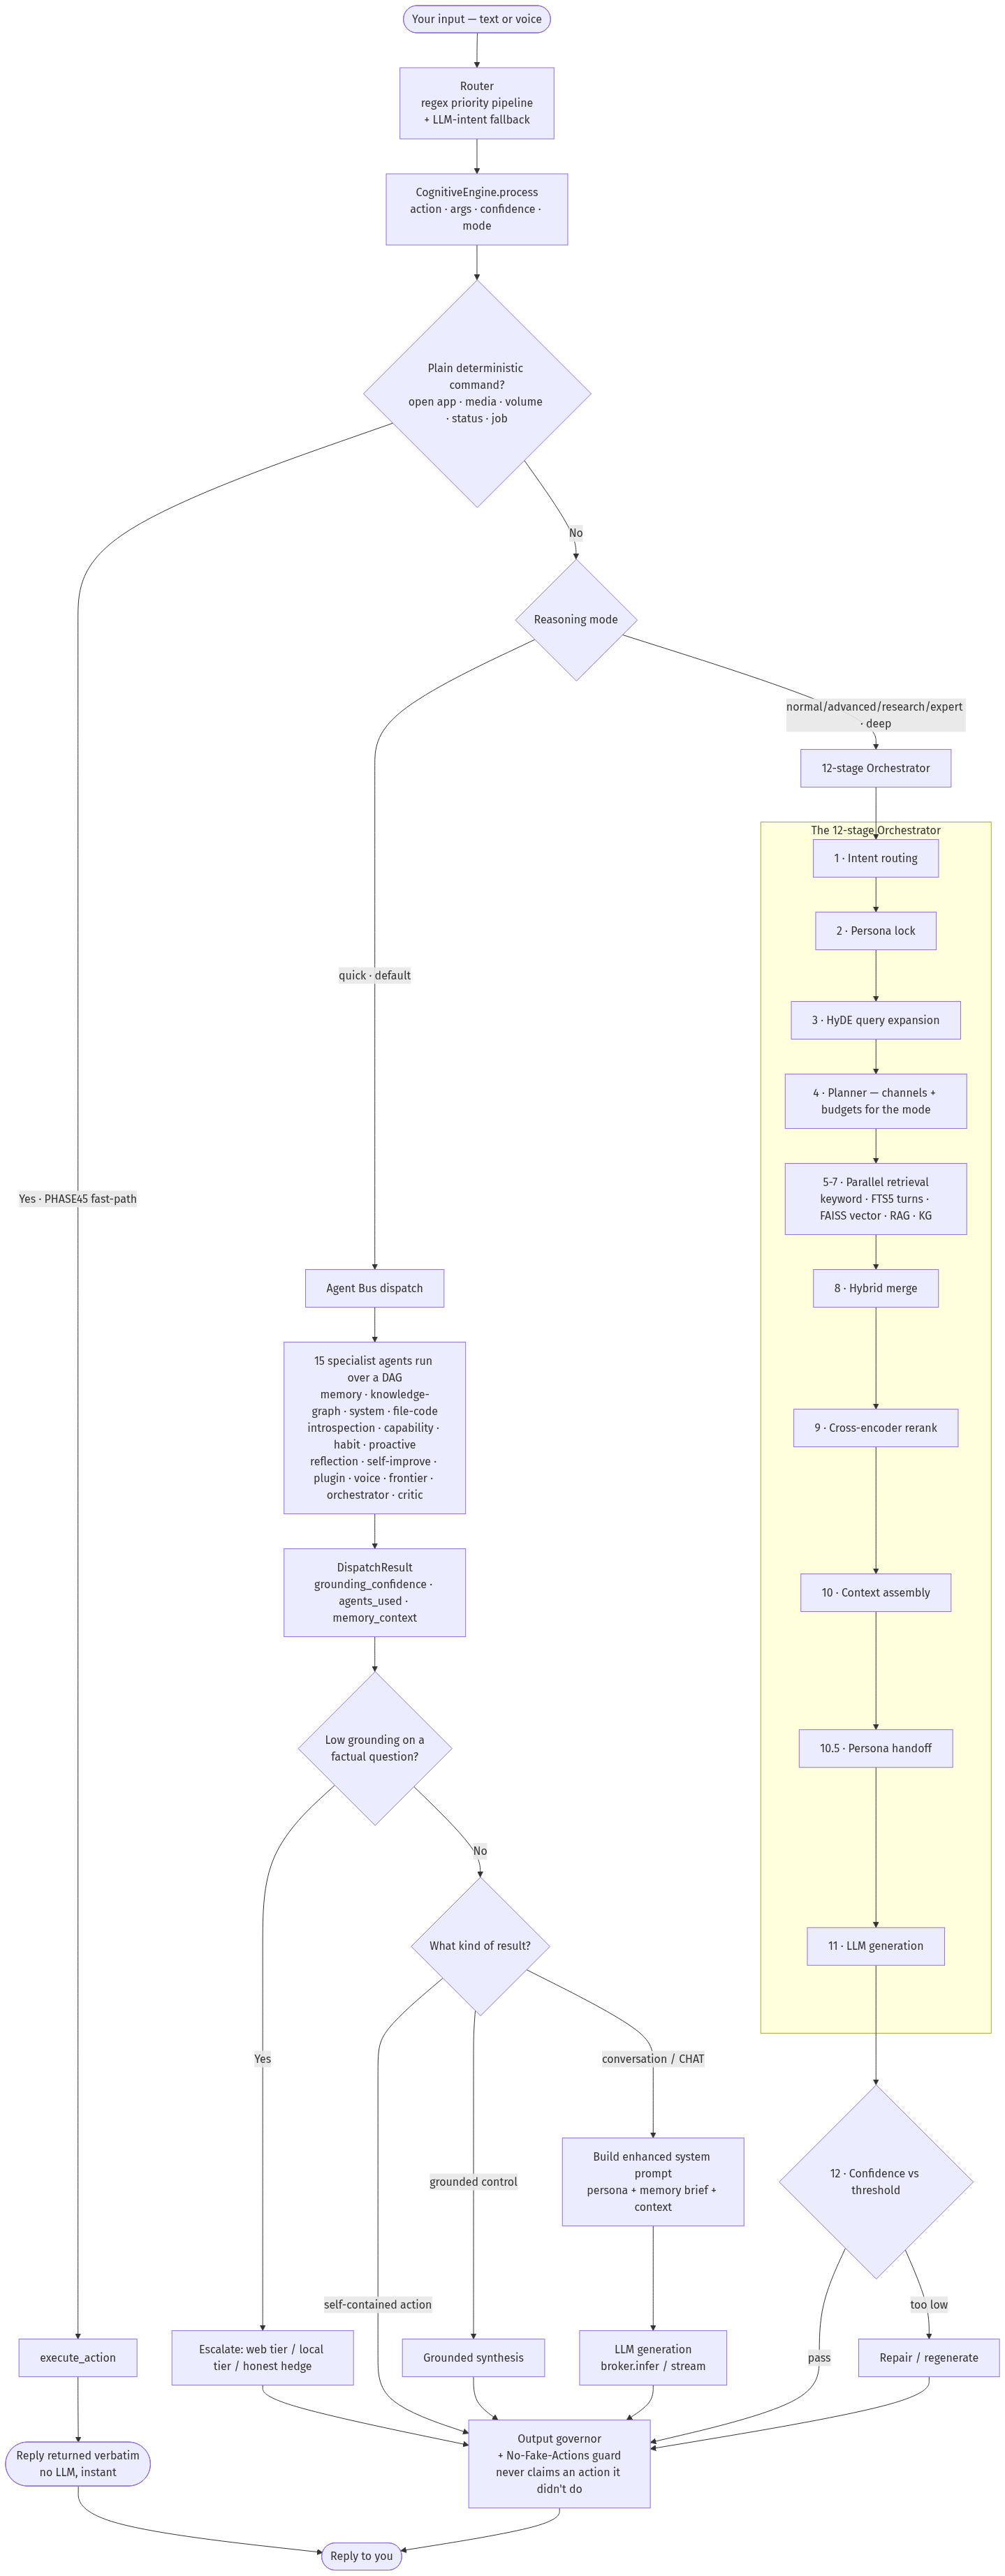 Your input — text or voice
Router
regex priority pipeline
+ LLM-intent fallback
CognitiveEngine.process
action · args · confidence ·
mode
Plain deterministic
command?
open app · media · volume
· status · job
No
Reasoning mode
normal/advanced/research/expert
· deep
12-stage Orchestrator
The 12-stage Orchestrator
1 · Intent routing
2 · Persona lock
quick · default
3 · HyDE query expansion
4 · Planner — channels +
budgets for the mode
Yes · PHASE45 fast-path
5-7 · Parallel retrieval
keyword · FTS5 turns ·
FAISS vector · RAG · KG
Agent Bus dispatch
8 · Hybrid merge
15 specialist agents run
over a DAG
memory · knowledge-
graph · system · file-code
introspection · capability ·
habit · proactive
reflection · self-improve ·
plugin · voice · frontier ·
orchestrator · critic
9 · Cross-encoder rerank
DispatchResult
grounding_confidence ·
agents_used ·
memory_context
10 · Context assembly
Low grounding on a
factual question?
10.5 · Persona handoff
No
What kind of result?
11 · LLM generation
Yes
conversation / CHAT
grounded control
Build enhanced system
prompt
persona + memory brief +
context
12 · Confidence vs
threshold
self-contained action
too low
pass
execute_action
Escalate: web tier / local
tier / honest hedge
Grounded synthesis
LLM generation
broker.infer / stream
Repair / regenerate
Reply returned verbatim
no LLM, instant
Output governor
+ No-Fake-Actions guard
never claims an action it
didn't do
Reply to you